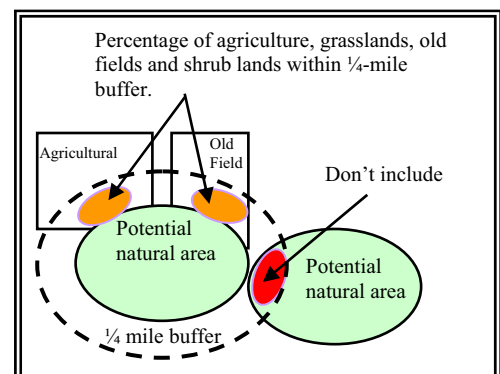 Percentage of agriculture, grasslands, old
fields and shrub lands within ¼-mile
buffer.
Agricultural
Old
Field
Don’t include
Potential
natural area
Potential
natural area
¼ mile buffer